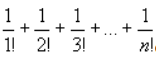 1/1! + 1/2! + 1/3! + ... + 1/n!